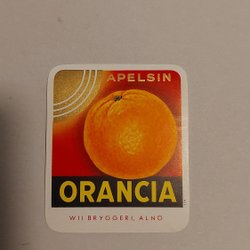 APELSIN
ORANCIA
WII BRYGGERI, ALNÖ